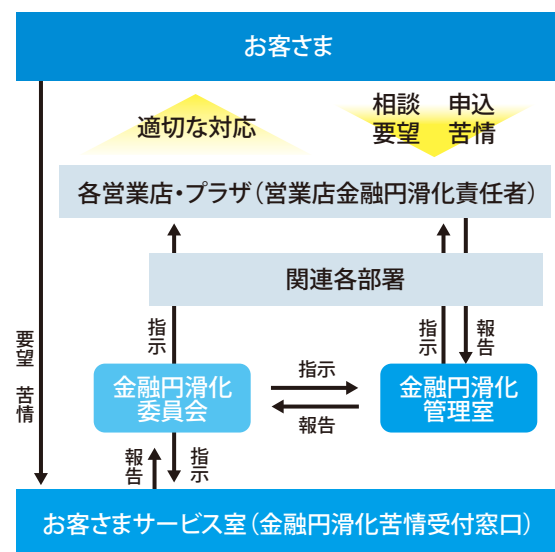 お客さま
適切な対応
相談 申込
要望 苦情
各営業店・プラザ（営業店金融円滑化責任者）
関連各部署
要望 苦情
指示
指示
報告
金融円滑化
委員会
指示
報告
金融円滑化
管理室
報告
指示
お客さまサービス室（金融円滑化苦情受付窓口）